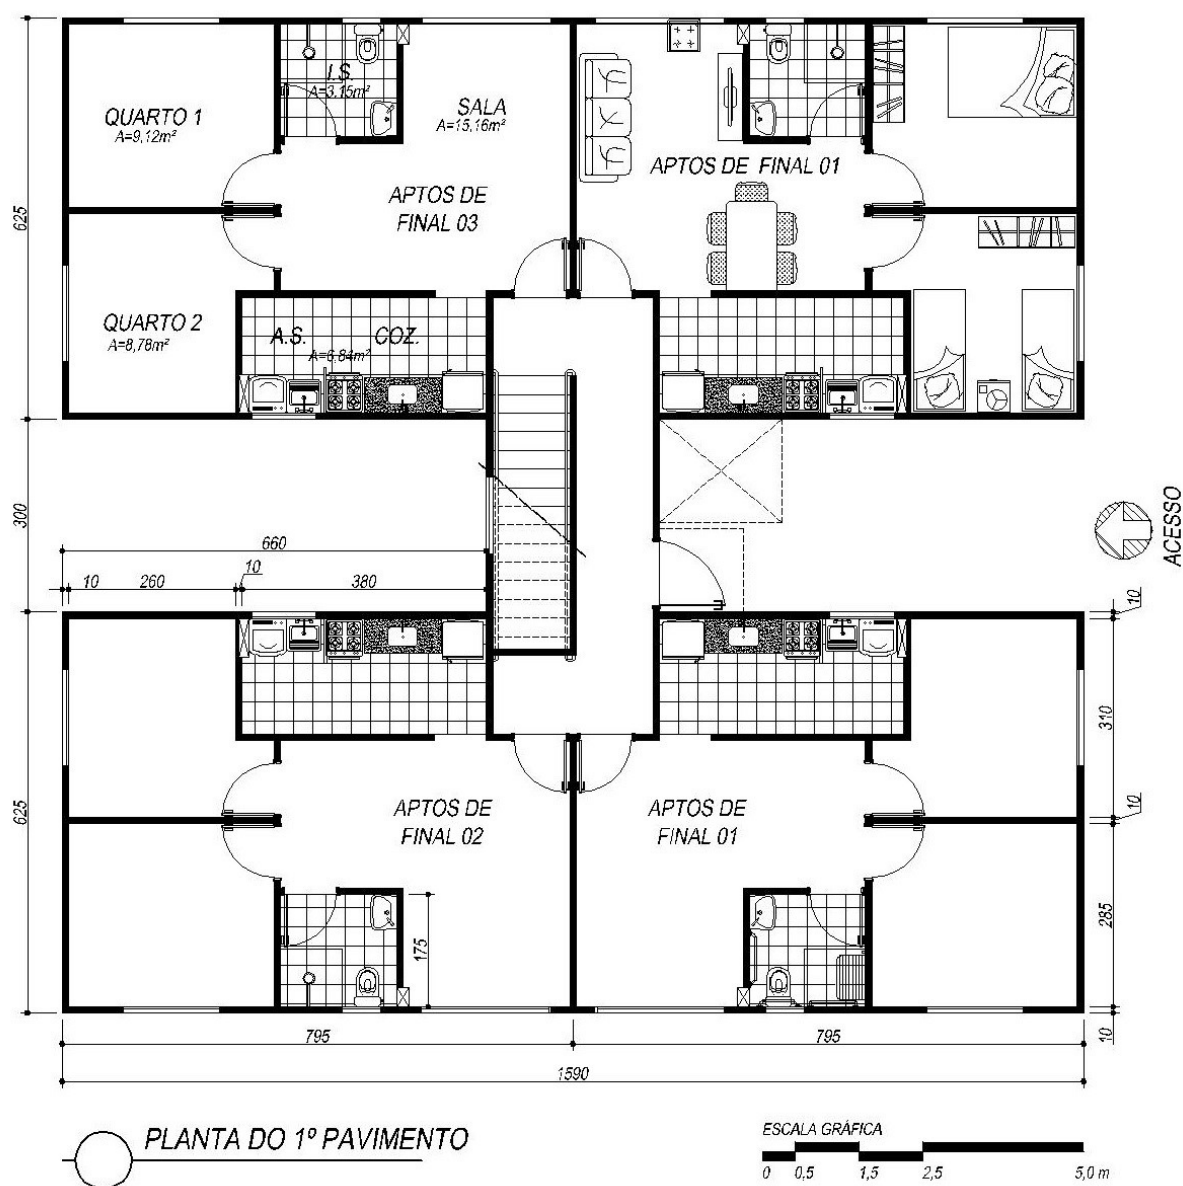 QUARTO 1
A=9,12m²
I.S.
A=3,15m²
SALA
A=15,16m²
APTOS DE
FINAL 03
APTOS DE FINAL 01
625
QUARTO 2
A=8,78m²
A.S.
COZ.
A=6,84m²
300
660
10
260
10
380
ACESSO
10
310
10
625
APTOS DE
FINAL 02
APTOS DE
FINAL 01
175
285
10
795
795
1590
PLANTA DO 1º PAVIMENTO
ESCALA GRÁFICA
0 0,5 1,5 2,5 5,0 m